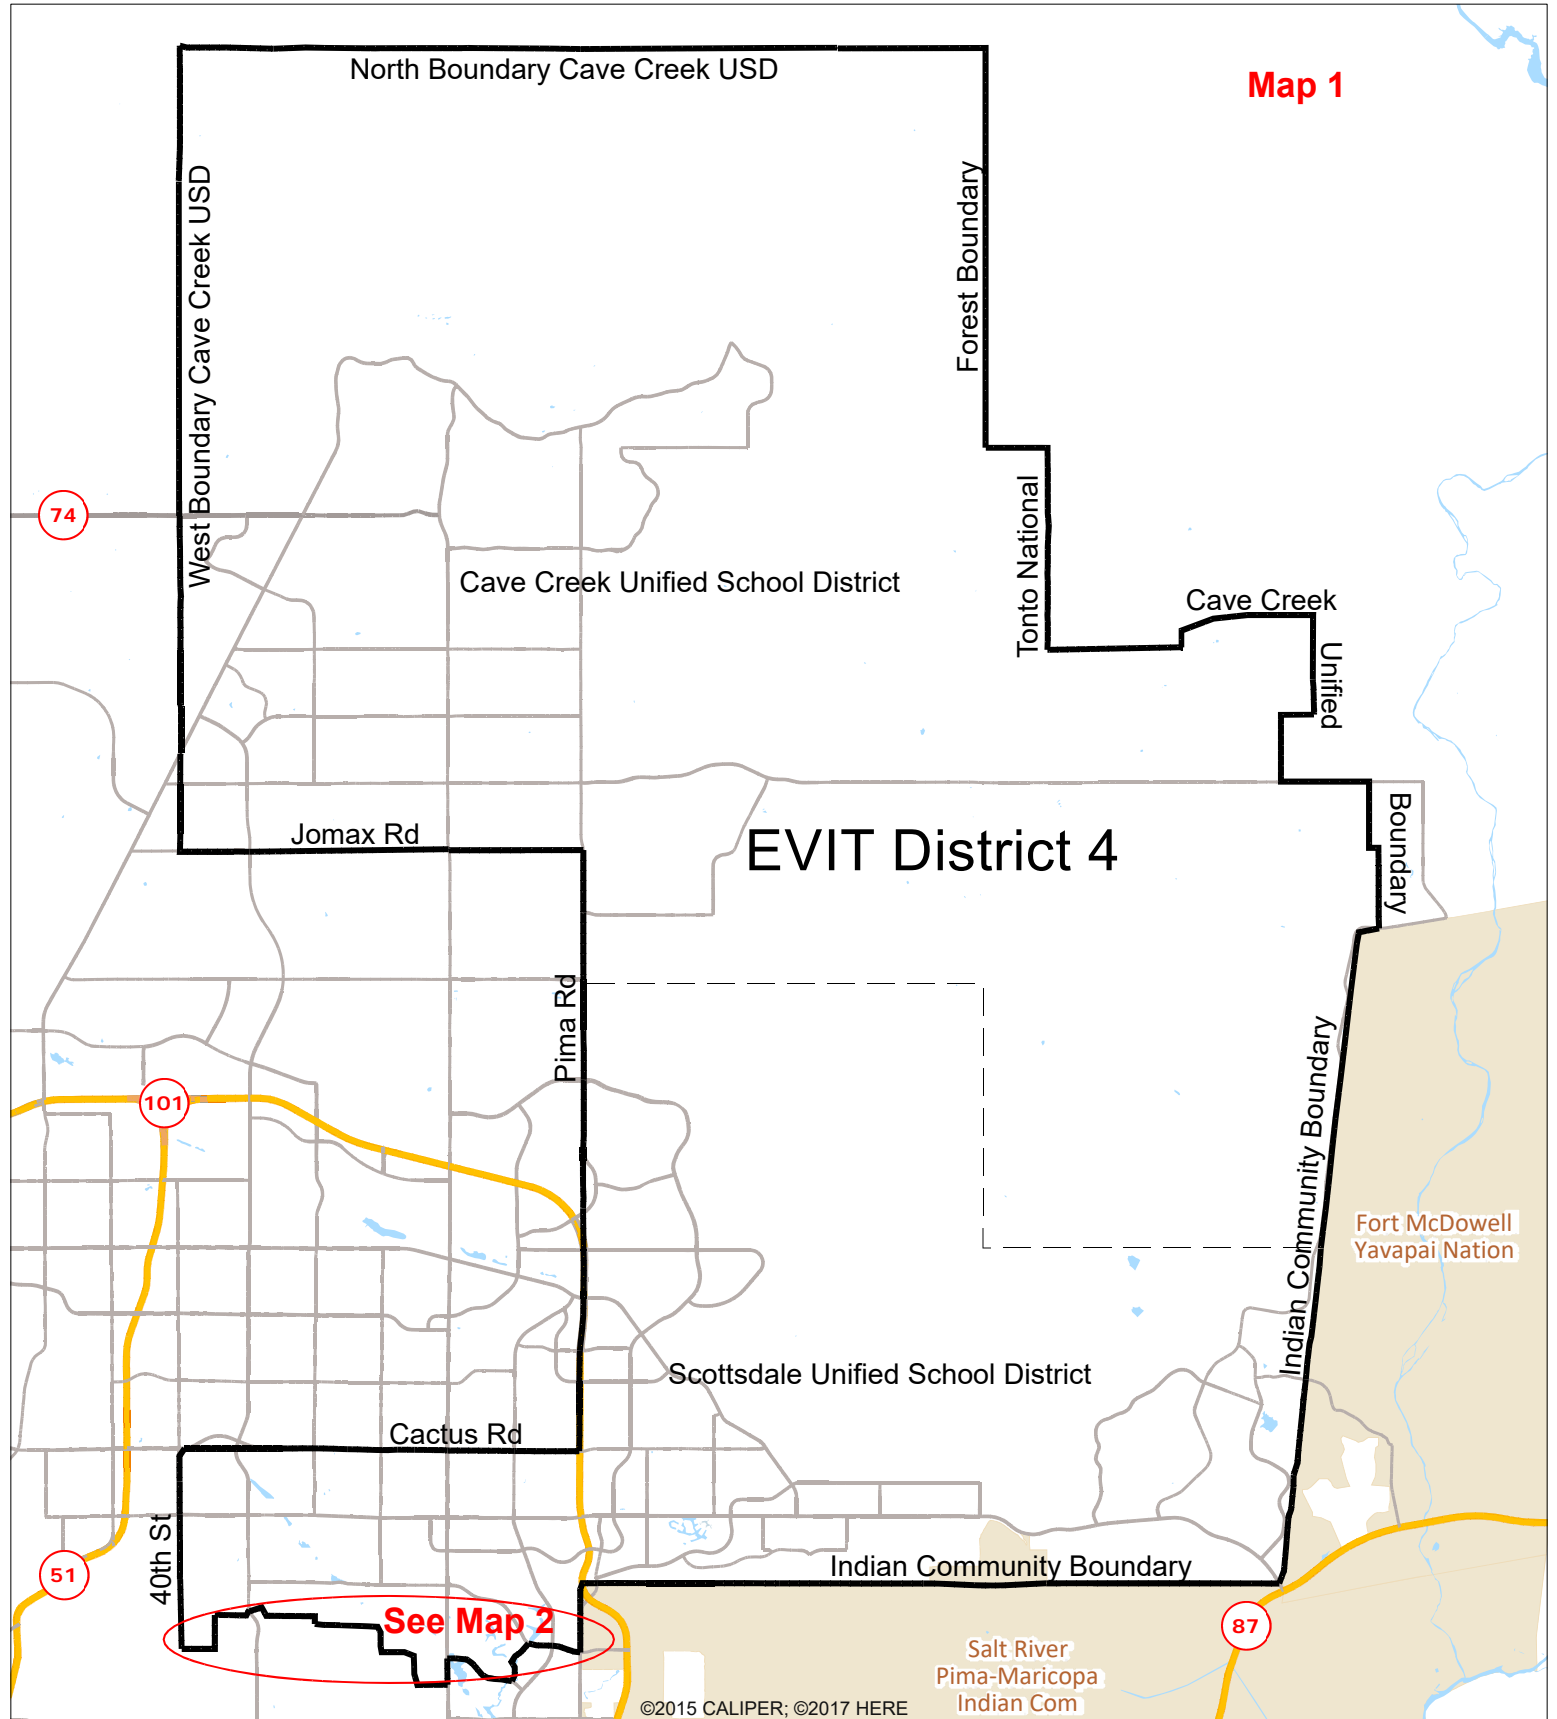 North Boundary Cave Creek USD
Map 1
West Boundary Cave Creek USD
Forest Boundary
74
Tonto National
Cave Creek Unified School District
Cave Creek
Unified
Boundary
Jomax Rd
EVIT District 4
Pima Rd
101
Indian Community Boundary
Fort McDowell
Yavapai Nation
Scottsdale Unified School District
Cactus Rd
40th St
51
Indian Community Boundary
See Map 2
87
Salt River
Pima-Maricopa
Indian Com
©2015 CALIPER; ©2017 HERE